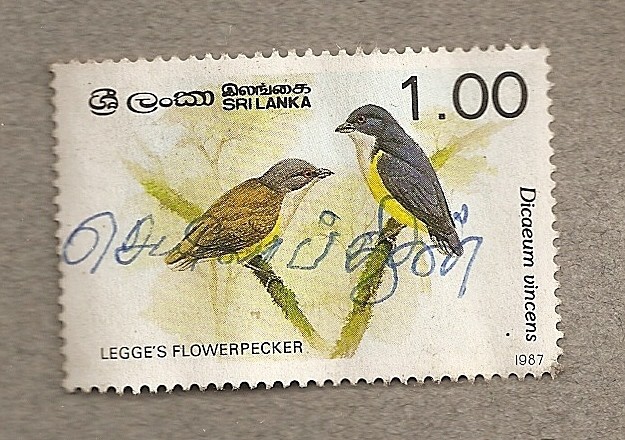 ශ්‍රී ලංකා இலங்கை
SRI LANKA
1.00
Dicaeum vincens
LEGGE'S FLOWERPECKER
1987